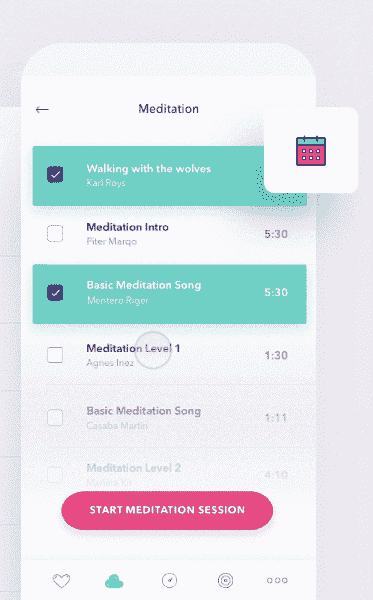 Meditation
Walking with the wolves
Karl Roys
Meditation Intro
Piter Marqo
5:30
Basic Meditation Song
Mentero Riger
5:30
Meditation Level 1
Agnes Inez
1:30
Basic Meditation Song
Casaba Martin
1:11
Meditation Level 2
4:10
START MEDITATION SESSION